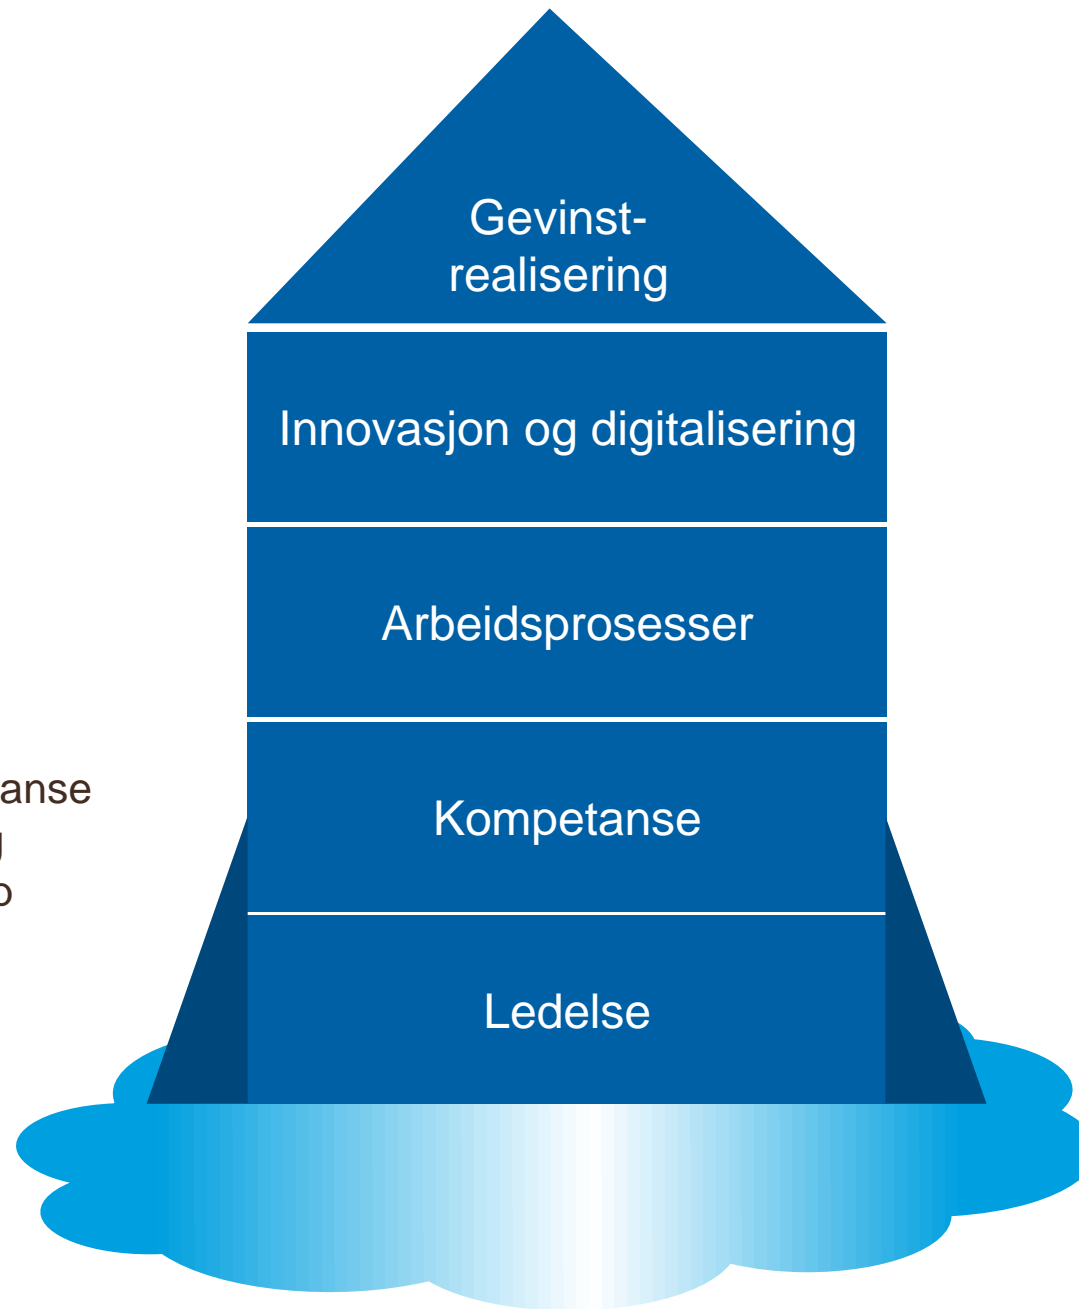 Gevinst-
realisering
Innovasjon og digitalisering
Arbeidsprosesser
anse
Kompetanse
Ledelse